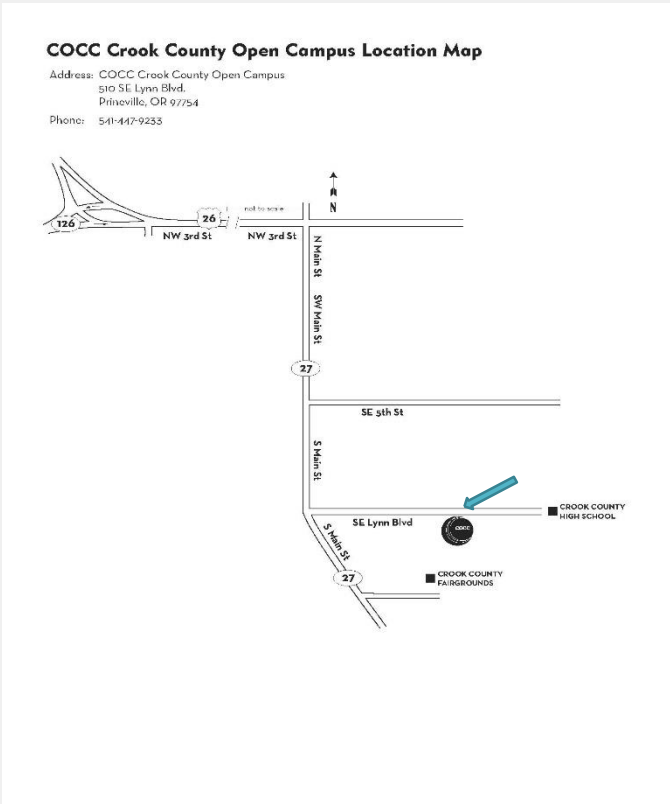 COCC Crook County Open Campus Location Map
Address: COCC Crook County Open Campus
510 SE Lynn Blvd.
Prineville, OR 97754
Phone: 541-447-9233
N
26
not to scale
126
NW 3rd St
NW 3rd St
N Main St
SW Main St
27
SE 5th St
S Main St
CROOK COUNTY
HIGH SCHOOL
SE Lynn Blvd
COCC
S Main St
27
CROOK COUNTY
FAIRGROUNDS